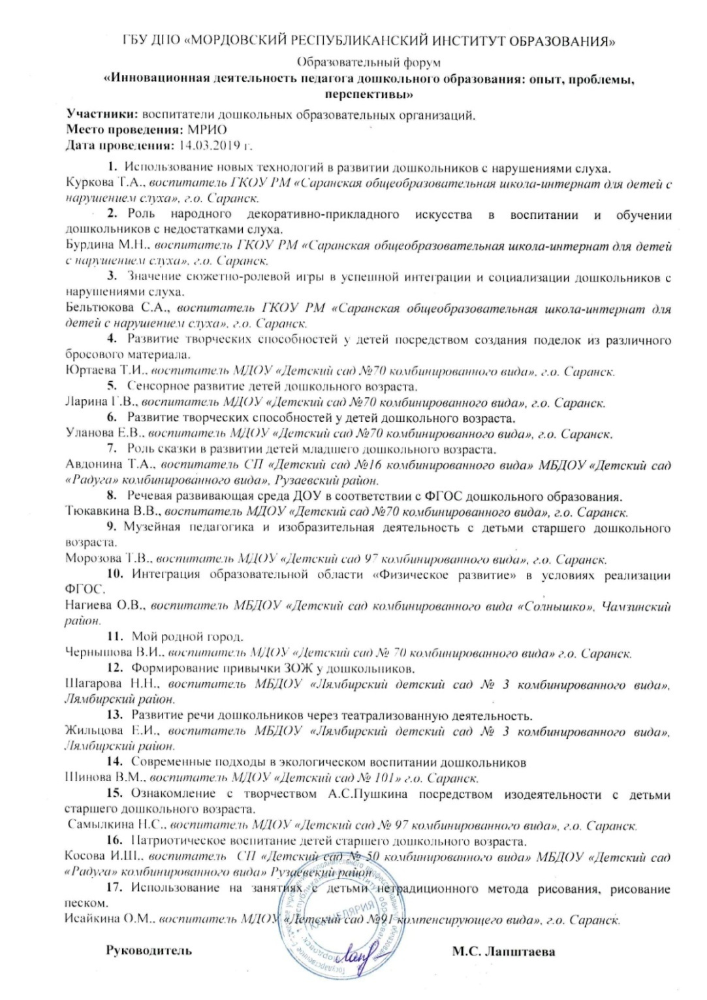 ГБУ ДПО «МОРДОВСКИЙ РЕСПУБЛИКАНСКИЙ ИНСТИТУТ ОБРАЗОВАНИЯ»
Образовательный форум
«Инновационная деятельность педагога дошкольного образования: опыт, проблемы,
перспективы»
Участники: воспитатели дошкольных образовательных организаций.
Место проведения: МРИО
Дата проведения: 14.03.2019 г.
1. Использование новых технологий в развитии дошкольников с нарушениями слуха.
Куркова Т.А., воспитатель ГКОУ РМ «Саранская общеобразовательная школа-интернат для детей с
нарушением слуха», г.о. Саранск.
2. Роль народного декоративно-прикладного искусства в воспитании и обучении
дошкольников с недостатками слуха.
Бурдина М.Н., воспитатель ГКОУ РМ «Саранская общеобразовательная школа-интернат для детей
с нарушением слуха», г.о. Саранск.
3. Значение сюжетно-ролевой игры в успешной интеграции и социализации дошкольников с
нарушениями слуха.
Бельтюкова С.А., воспитатель ГКОУ РМ «Саранская общеобразовательная школа-интернат для
детей с нарушением слуха», г.о. Саранск.
4. Развитие творческих способностей у детей посредством создания поделок из различного
бросового материала.
Юртаева Т.И., воспитатель МДОУ «Детский сад №70 комбинированного вида», г.о. Саранск.
5. Сенсорное развитие детей дошкольного возраста.
Ларина Г.В., воспитатель МДОУ «Детский сад №70 комбинированного вида», г.о. Саранск.
6. Развитие творческих способностей у детей дошкольного возраста.
Уланова Е.В., воспитатель МДОУ «Детский сад №70 комбинированного вида», г.о. Саранск.
7. Роль сказки в развитии детей младшего дошкольного возраста.
Авдонина Т.А., воспитатель СП «Детский сад №16 комбинированного вида» МБДОУ «Детский сад
«Радуга» комбинированного вида», Рузаевский район.
8. Речевая развивающая среда ДОУ в соответствии с ФГОС дошкольного образования.
Тюкавкина В.В., воспитатель МДОУ «Детский сад №70 комбинированного вида», г.о. Саранск.
9. Музейная педагогика и изобразительная деятельность с детьми старшего дошкольного
возраста.
Морозова Т.В., воспитатель МДОУ «Детский сад 97 комбинированного вида», г.о. Саранск.
10. Интеграция образовательной области «Физическое развитие» в условиях реализации
ФГОС.
Нагиева О.В., воспитатель МБДОУ «Детский сад комбинированного вида «Солнышко», Чамзинский
район.
11. Мой родной город.
Чернышова В.И., воспитатель МДОУ «Детский сад № 70 комбинированного вида» г.о. Саранск.
12. Формирование привычки ЗОЖ у дошкольников.
Шагарова Н.Н., воспитатель МБДОУ «Лямбирский детский сад № 3 комбинированного вида»,
Лямбирский район.
13. Развитие речи дошкольников через театрализованную деятельность.
Жильцова Е.И., воспитатель МБДОУ «Лямбирский детский сад № 3 комбинированного вида»,
Лямбирский район.
14. Современные подходы в экологическом воспитании дошкольников
Шинова В.М., воспитатель МДОУ «Детский сад № 101» г.о. Саранск.
15. Ознакомление с творчеством А.С.Пушкина посредством изодеятельности с детьми
старшего дошкольного возраста.
Самылкина Н.С., воспитатель МДОУ «Детский сад № 97 комбинированного вида», г.о. Саранск.
16. Патриотическое воспитание детей старшего дошкольного возраста.
Косова И.Ш., воспитатель СП «Детский сад № 50 комбинированного вида» МБДОУ «Детский сад
«Радуга» комбинированного вида» Рузаевский район.
17. Использование на занятиях с детьми нетрадиционного метода рисования, рисование
песком.
Исайкина О.М., воспитатель МДОУ «Детский сад №91 компенсирующего вида», г.о. Саранск.
КАНЦЕЛЯРИЯ
Руководитель М.С. Лапштаева